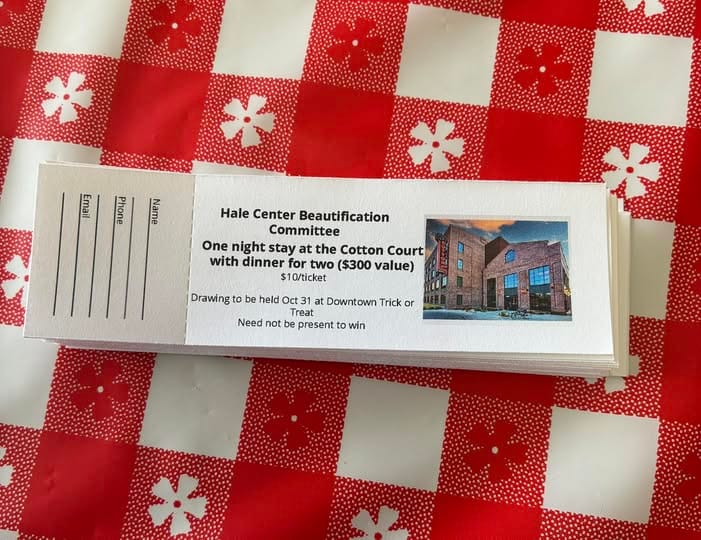 Name
Phone
Email
Hale Center Beautification
Committee
One night stay at the Cotton Court
with dinner for two ($300 value)
$10/ticket
Drawing to be held Oct 31 at Downtown Trick or
Treat
Need not be present to win